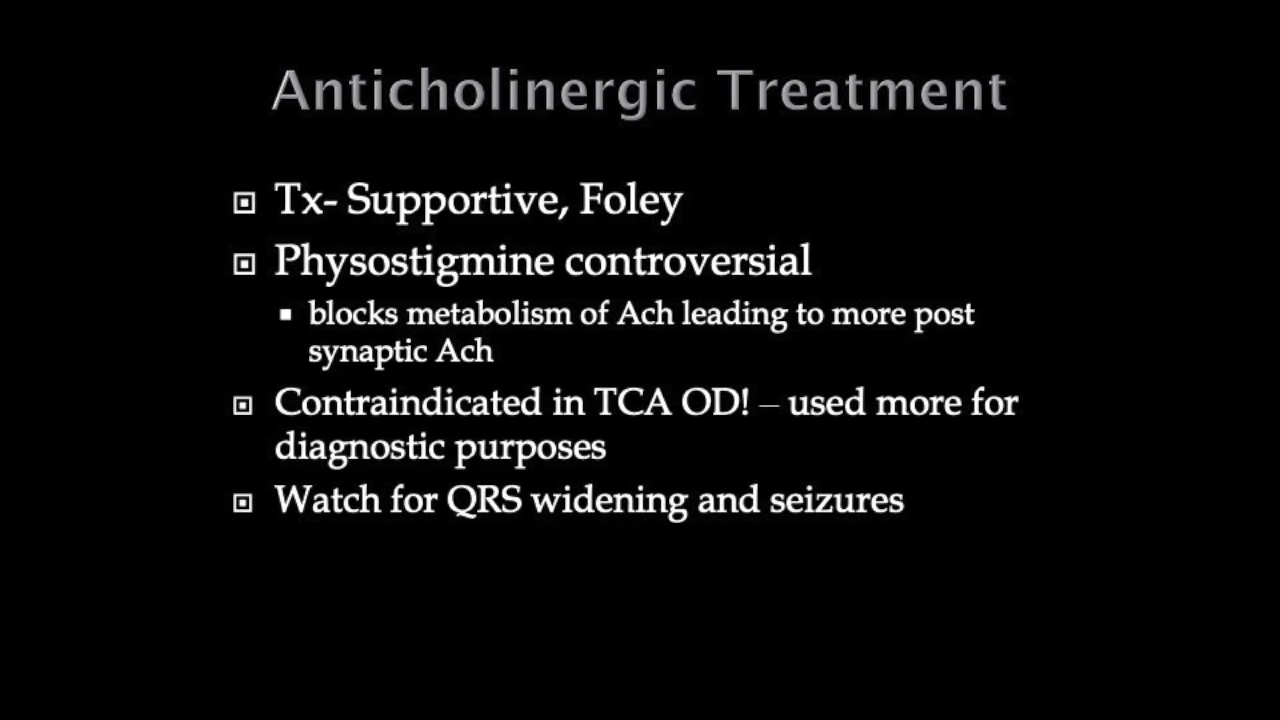 Anticholinergic Treatment
Tx- Supportive, Foley
Physostigmine controversial
blocks metabolism of Ach leading to more post
synaptic Ach
Contraindicated in TCA OD! – used more for
diagnostic purposes
Watch for QRS widening and seizures